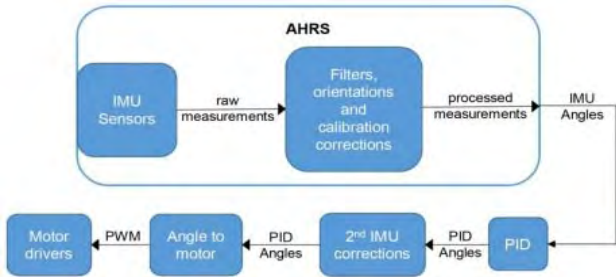 AHRS
IMU
Sensors
raw
measurements
Filters,
orientations
and
calibration
corrections
processed
measurements
IMU
Angles
Motor
drivers
PWM
Angle to
motor
PID
Angles
2nd IMU
corrections
PID
Angles
PID